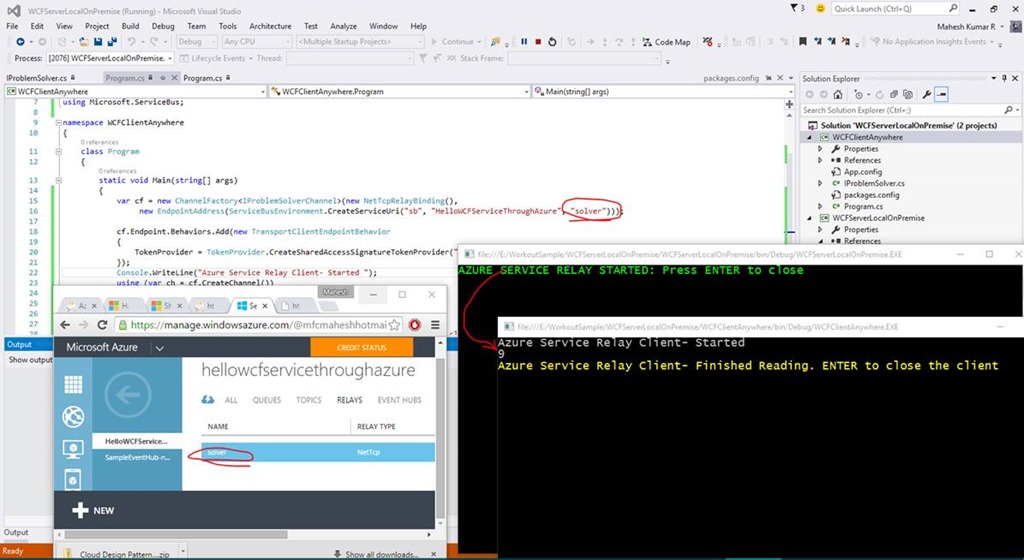 WCFServerLocalOnPremise (Running) - Microsoft Visual Studio
3
Quick Launch (Ctrl+Q)
File Edit View Project Build Debug Team Tools Architecture Test Analyze Window Help
Mahesh Kumar R
Debug Any CPU <Multiple Startup Projects> Continue Code Map No Application Insights Events
Process: [2076] WCFServerLocalOnPremise. Lifecycle Events Thread: Stack Frame:
IProblemSolver.cs Program.cs Program.cs packages.config
WCFClientAnywhere WCFClientAnywhere.Program Main(string[] args)
7 using Microsoft.ServiceBus;
8
9 namespace WCFClientAnywhere
10 {
0 references
11 class Program
12 {
0 references
13 static void Main(string[] args)
14 {
15 var cf = new ChannelFactory<IProblemSolverChannel>(new NetTcpRelayBinding(),
16 new EndpointAddress(ServiceBusEnvironment.CreateServiceUri("sb", "HelloWCFServiceThroughAzure", "solver")));
17
18 cf.Endpoint.Behaviors.Add(new TransportClientEndpointBehavior
19 {
20 TokenProvider = TokenProvider.CreateSharedAccessSignatureTokenProvider("
21 });
22 Console.WriteLine("Azure Service Relay Client- Started ");
23 using (var ch = cf.CreateChannel())
24
25
26
27
28
Solution Explorer
Search Solution Explorer (Ctrl+;)
Solution 'WCFServerLocalOnPremise' (2 projects)
WCFClientAnywhere
Properties
References
App.config
IProblemSolver.cs
packages.config
Program.cs
WCFServerLocalOnPremise
Properties
References
file:///E:/WorkoutSample/WCFServerLocalOnPremise/WCFServerLocalOnPremise/bin/Debug/WCFServerLocalOnPremise.EXE
AZURE SERVICE RELAY STARTED: Press ENTER to close
file:///E:/WorkoutSample/WCFServerLocalOnPremise/WCFClientAnywhere/bin/Debug/WCFClientAnywhere.EXE
Azure Service Relay Client- Started
9
Azure Service Relay Client- Finished Reading. ENTER to close the client
Mahesh
https://manage.windowsazure.com/@mfcmaheshhotmai
Microsoft Azure CREDIT STATUS
hellowcfservicethroughazure
ALL QUEUES TOPICS RELAYS EVENT HUBS
NAME RELAY TYPE
HelloWCFService...
solver NetTcp
SampleEventHub-n...
NEW
Cloud Design Pattern....zip Show all downloads...
Output
Show output
Output
Ready